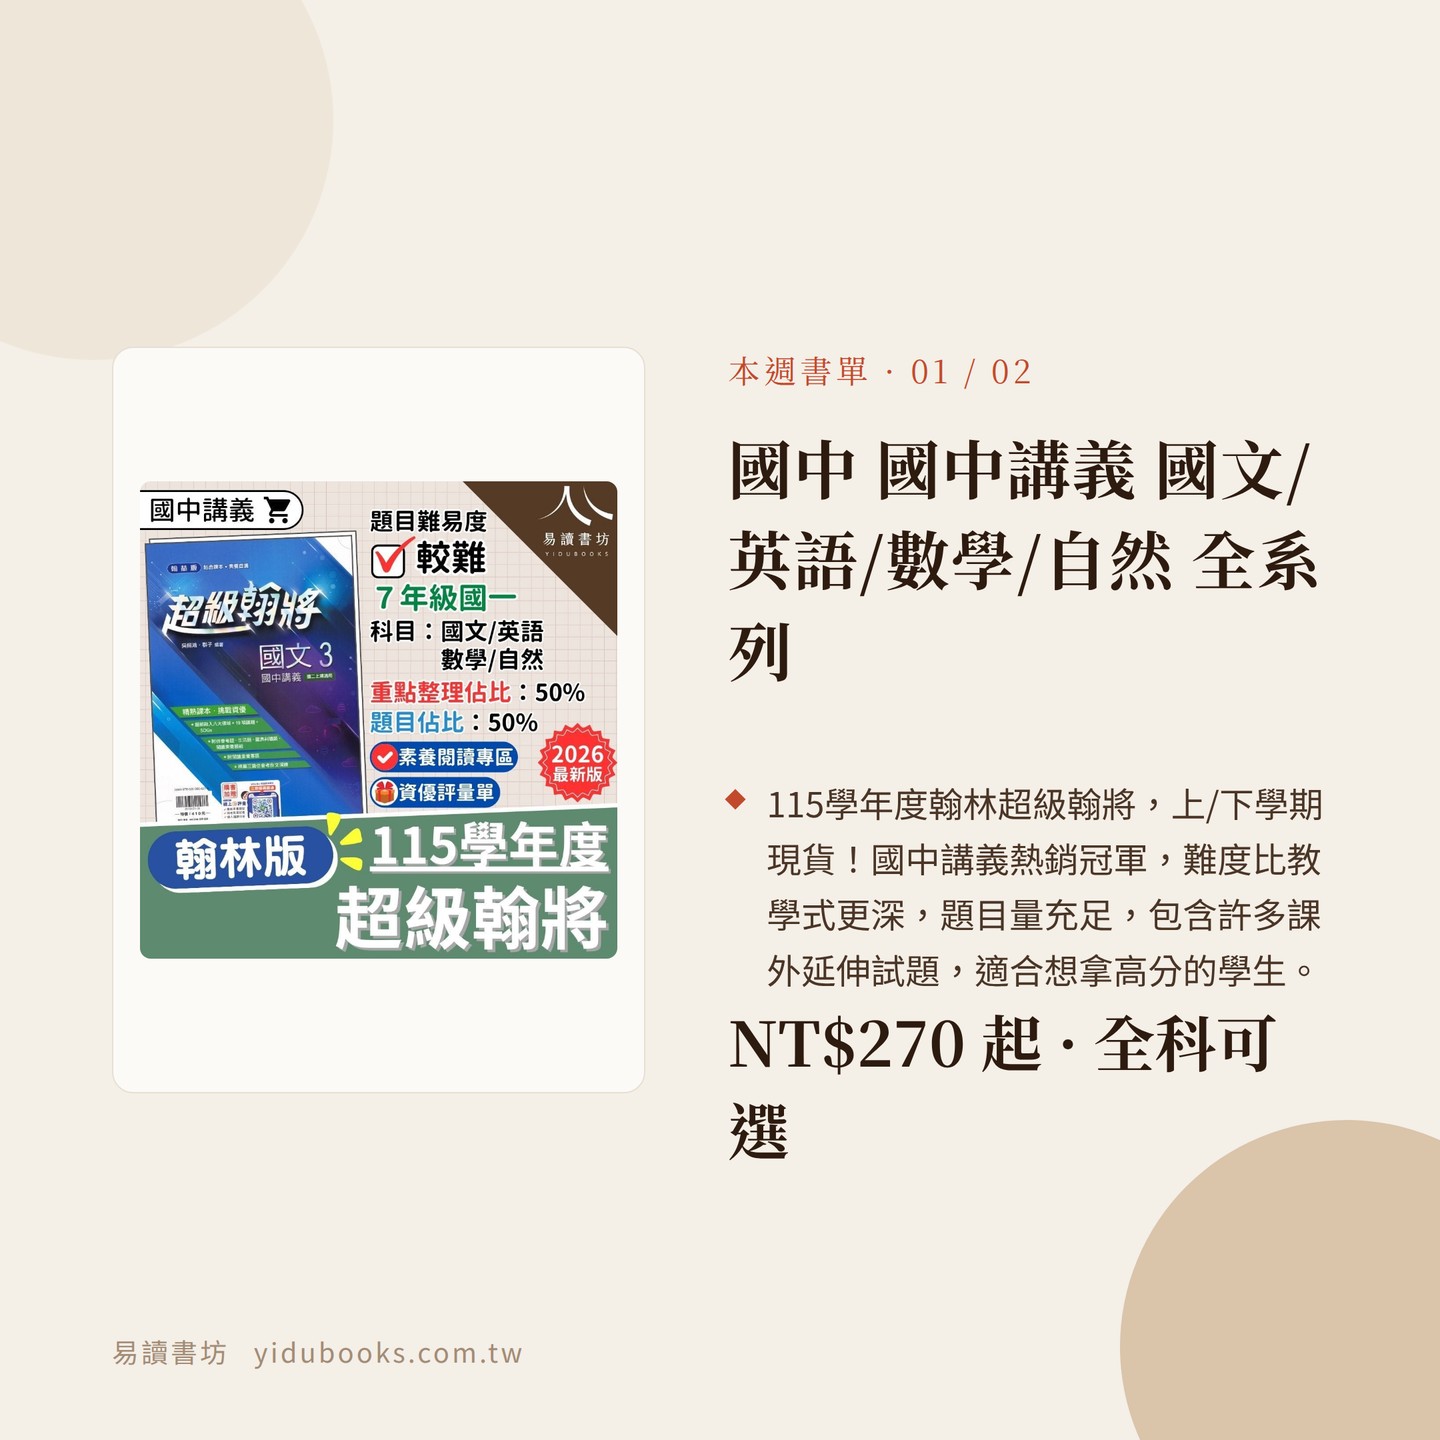 本週書單 · 01 / 02
國中 國中講義 國文/
英語/數學/自然 全系
列
115學年度翰林超級翰將，上/下學期
現貨！國中講義熱銷冠軍，難度比教
學式更深，題目量充足，包含許多課
外延伸試題，適合想拿高分的學生。
NT$270 起 · 全科可
選
國中講義
易讀書坊
YIDUBOOKS
題目難易度
較難
7 年級國一
科目：國文/英語
數學/自然
重點整理佔比：50%
題目佔比：50%
素養閱讀專區
資優評量單
2026
最新版
超級翰將
國文 3
國中講義
翰林版
115學年度
超級翰將
易讀書坊 yidubooks.com.tw